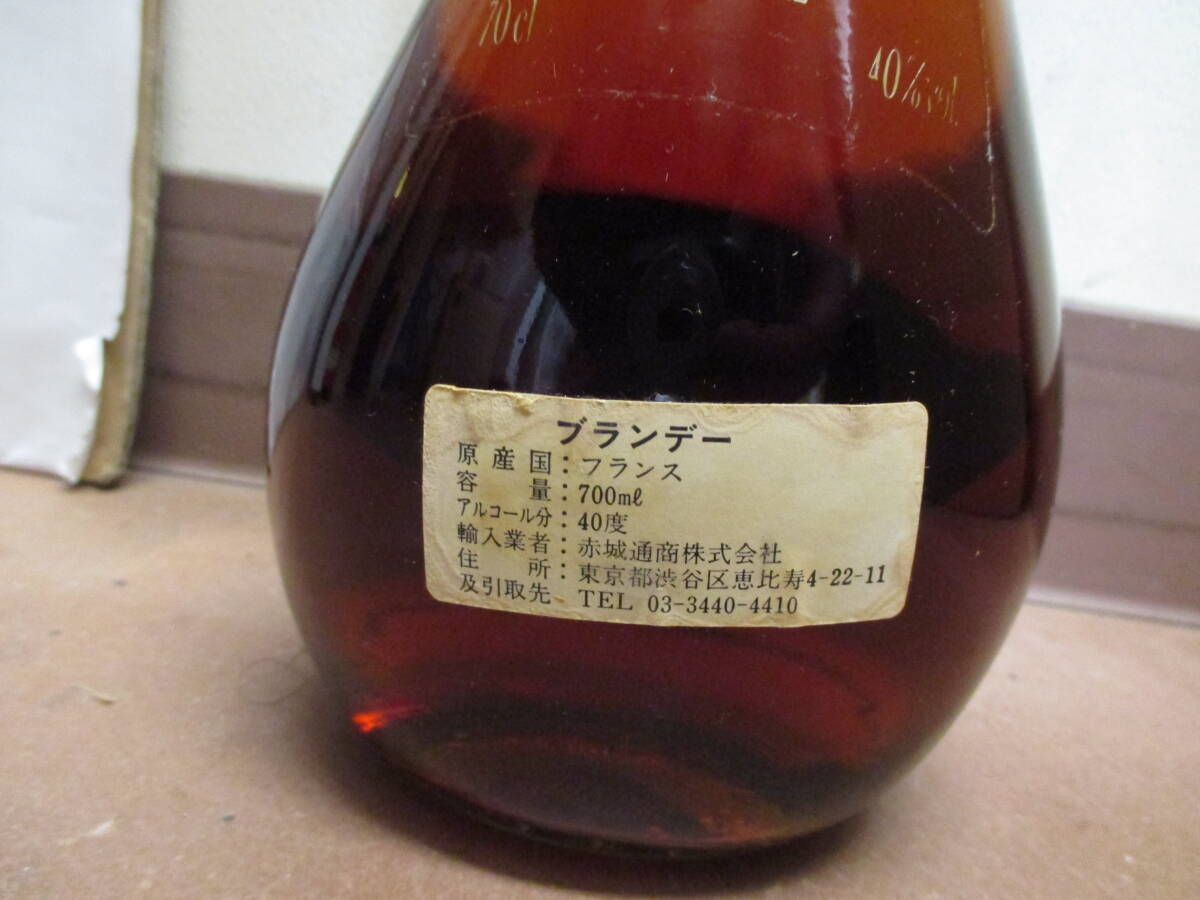 70cl
40%vol
ブランデー
原産国：フランス
容量：700mℓ
アルコール分：40度
輸入業者：赤城通商株式会社
住所：東京都渋谷区恵比寿4-22-11
及引取先 TEL 03-3440-4410